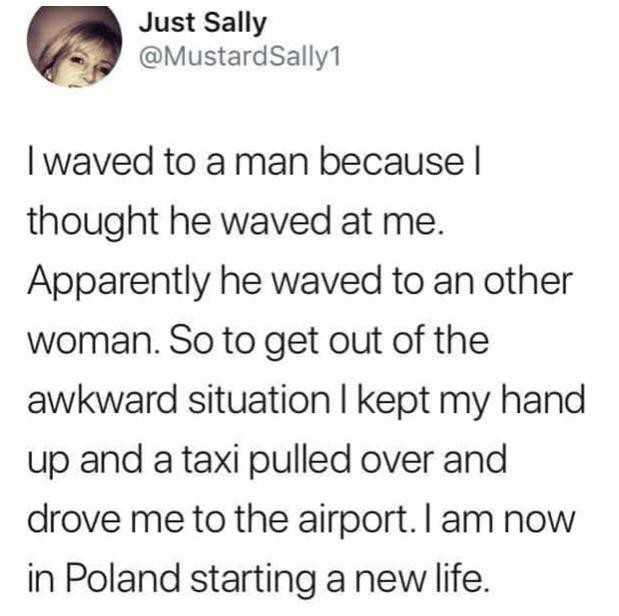 Just Sally
@MustardSally1
I waved to a man because I
thought he waved at me.
Apparently he waved to an other
woman. So to get out of the
awkward situation I kept my hand
up and a taxi pulled over and
drove me to the airport. I am now
in Poland starting a new life.